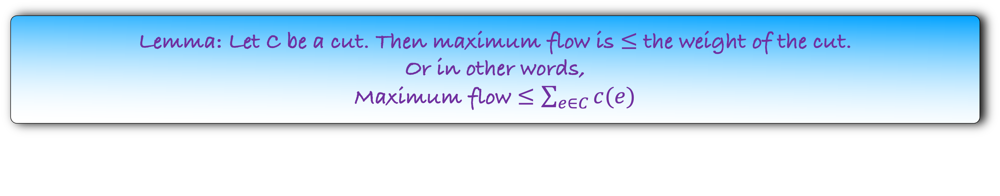 Lemma: Let C be a cut. Then maximum flow is ≤ the weight of the cut.
Or in other words,
Maximum flow ≤ ∑_{e∈C} c(e)